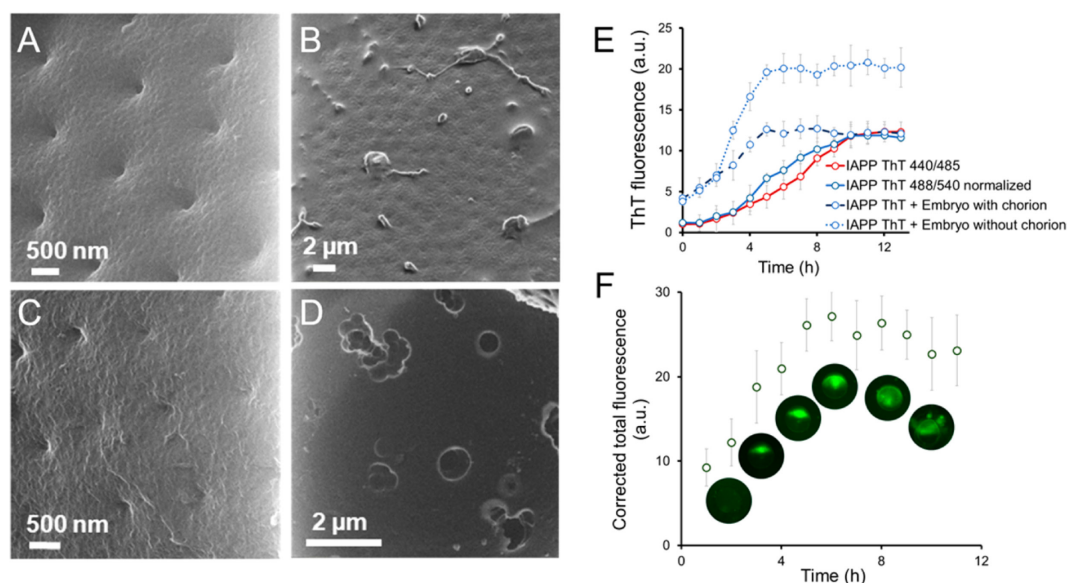 A
500 nm
B
2 µm
C
500 nm
D
2 µm
E
ThT fluorescence (a.u.)
25
20
15
10
5
0
IAPP ThT 440/485
IAPP ThT 488/540 normalized
IAPP ThT + Embryo with chorion
IAPP ThT + Embryo without chorion
0 4 8 12
Time (h)
F
Corrected total fluorescence
(a.u.)
30
20
10
0
0 4 8 12
Time (h)